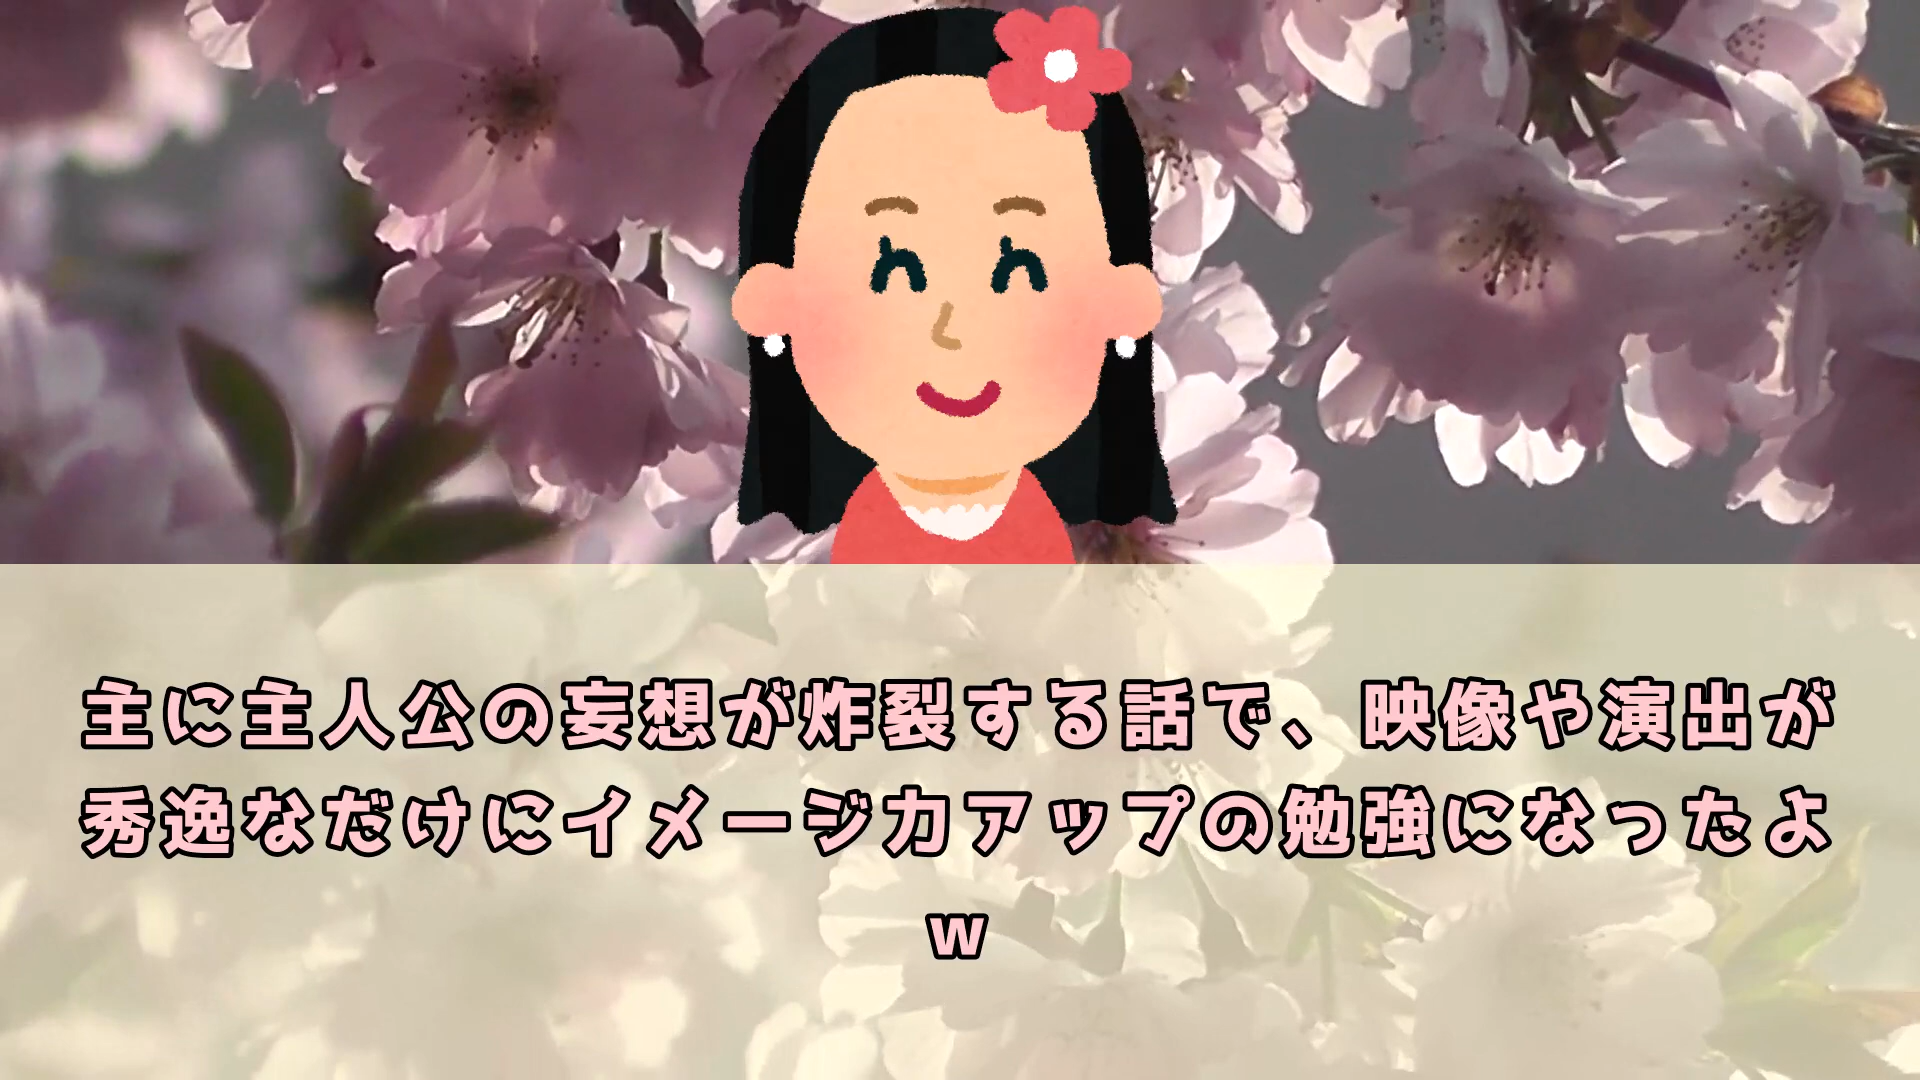 主に主人公の妄想が炸裂する話で、映像や演出が
秀逸なだけにイメージ力アップの勉強になったよ
w